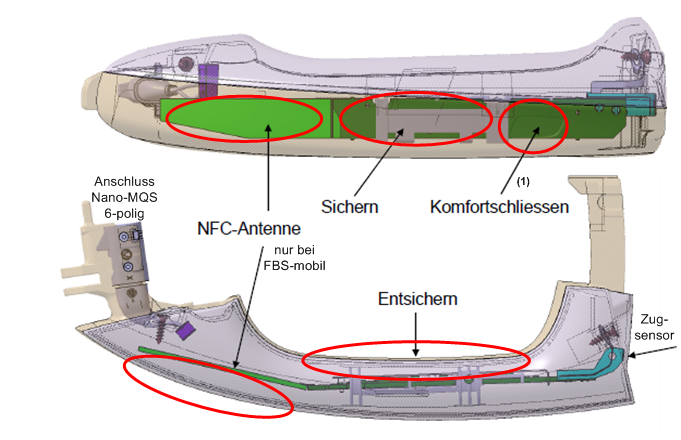 (1)
Sichern
Komfortschliessen
Anschluss
Nano-MQS
6-polig
NFC-Antenne
nur bei
FBS-mobil
Entsichern
Zug-
sensor